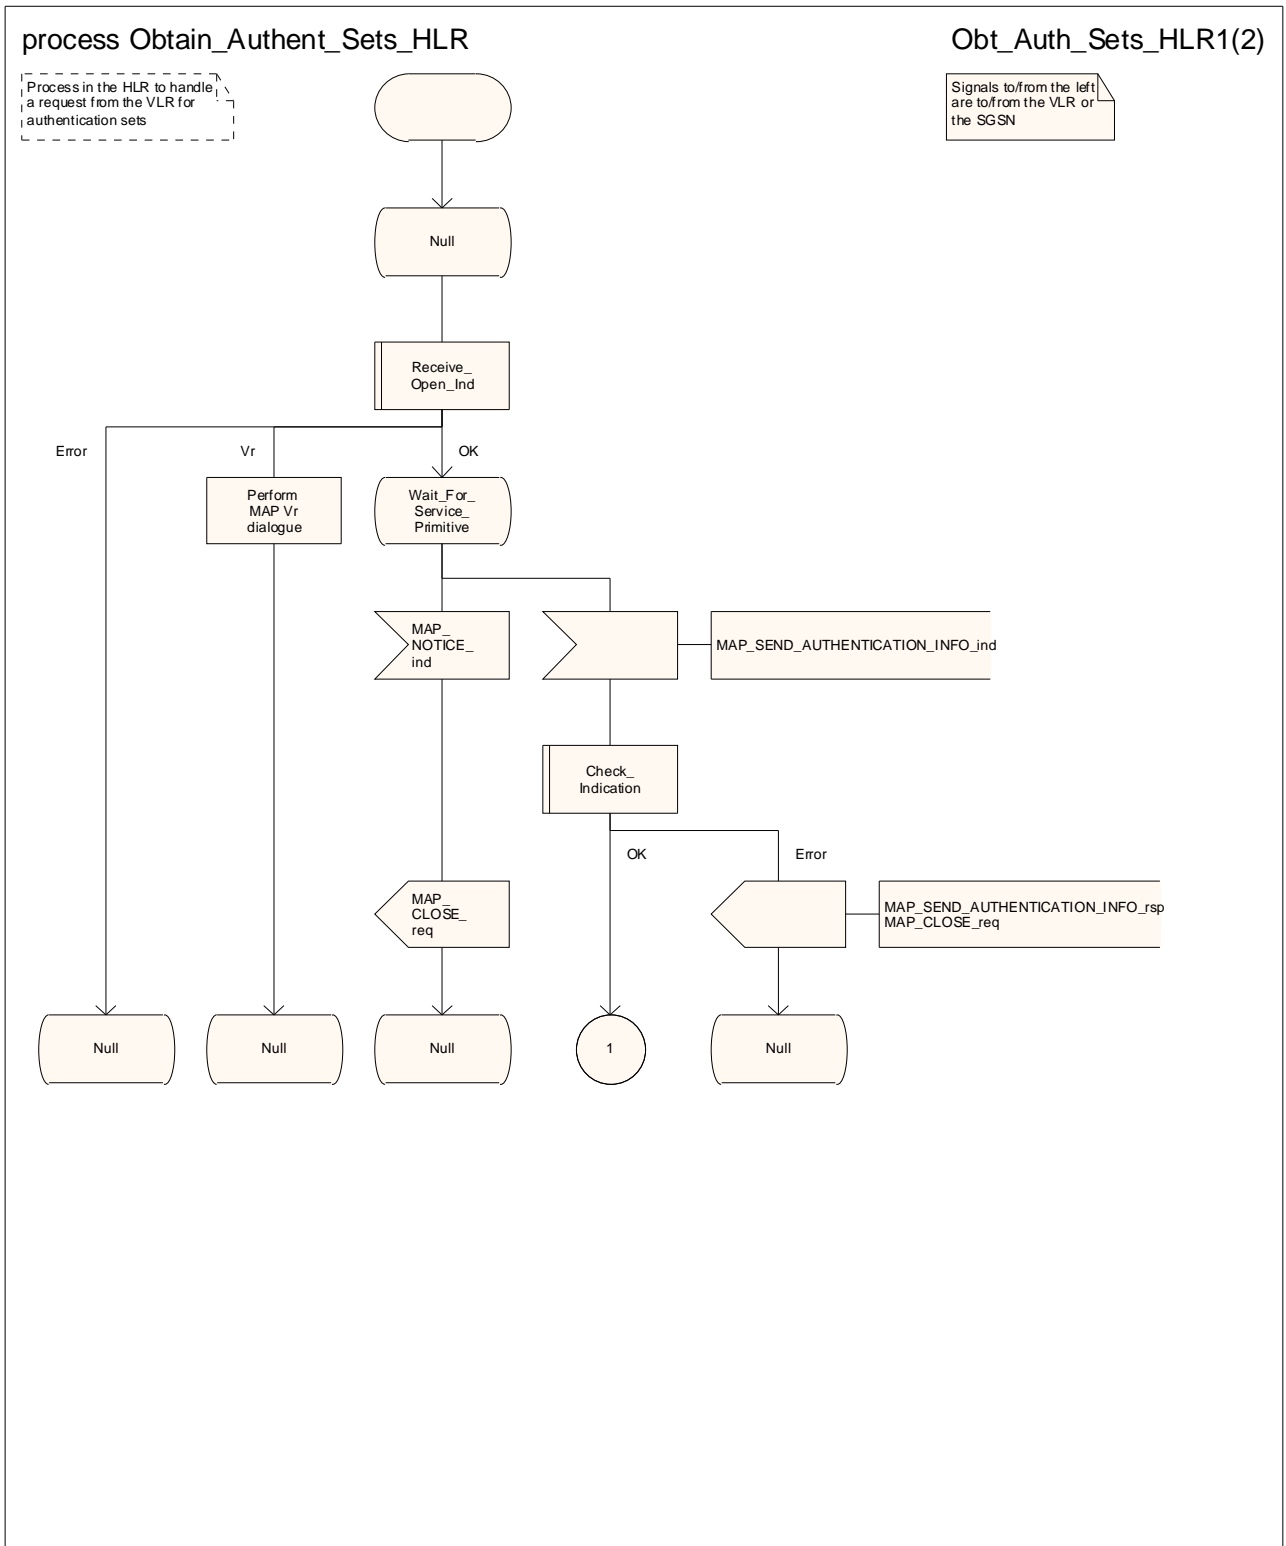 process Obtain_Authent_Sets_HLR
Obt_Auth_Sets_HLR1(2)
Process in the HLR to handle
a request from the VLR for
authentication sets
Signals to/from the left
are to/from the VLR or
the SGSN
Null
Receive_
Open_Ind
Error
Vr
OK
Perform
MAP Vr
dialogue
Wait_For_
Service_
Primitive
MAP_
NOTICE_
ind
MAP_SEND_AUTHENTICATION_INFO_ind
Check_
Indication
OK
Error
MAP_
CLOSE_
req
MAP_SEND_AUTHENTICATION_INFO_rsp
MAP_CLOSE_req
Null
Null
Null
1
Null